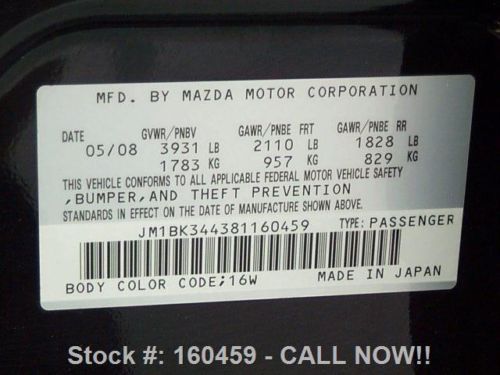 MFD. BY MAZDA MOTOR CORPORATION
DATE GVWR/PNBV GAWR/PNBE FRT GAWR/PNBE RR
05/08 3931 LB 2110 LB 1828 LB
1783 KG 957 KG 829 KG
THIS VEHICLE CONFORMS TO ALL APPLICABLE FEDERAL MOTOR VEHICLE SAFETY
,BUMPER,AND THEFT PREVENTION
STANDARDS IN EFFECT ON THE DATE OF MANUFACTURE SHOWN ABOVE.
JM1BK344381160459 TYPE: PASSENGER
BODY COLOR CODE;16W MADE IN JAPAN
Stock #: 160459 - CALL NOW!!